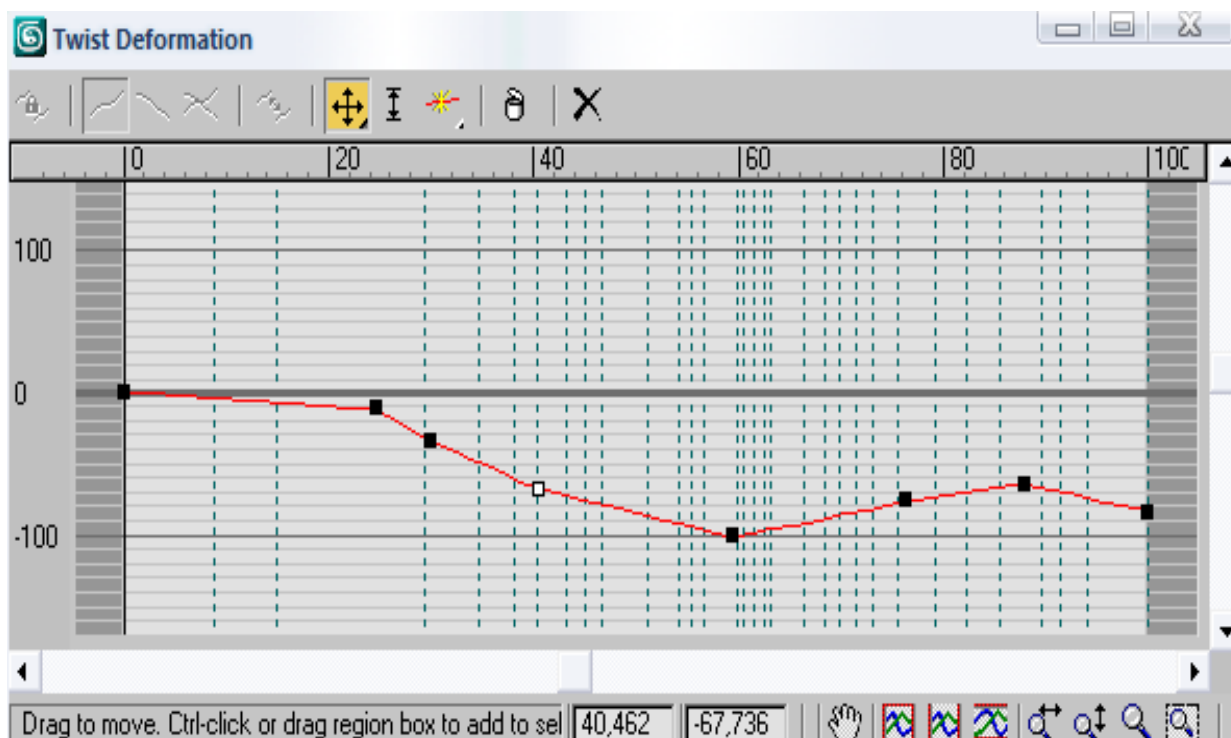 Twist Deformation
0 20 40 60 80 100
100
0
-100
Drag to move. Ctrl-click or drag region box to add to sel 40,462 -67,736